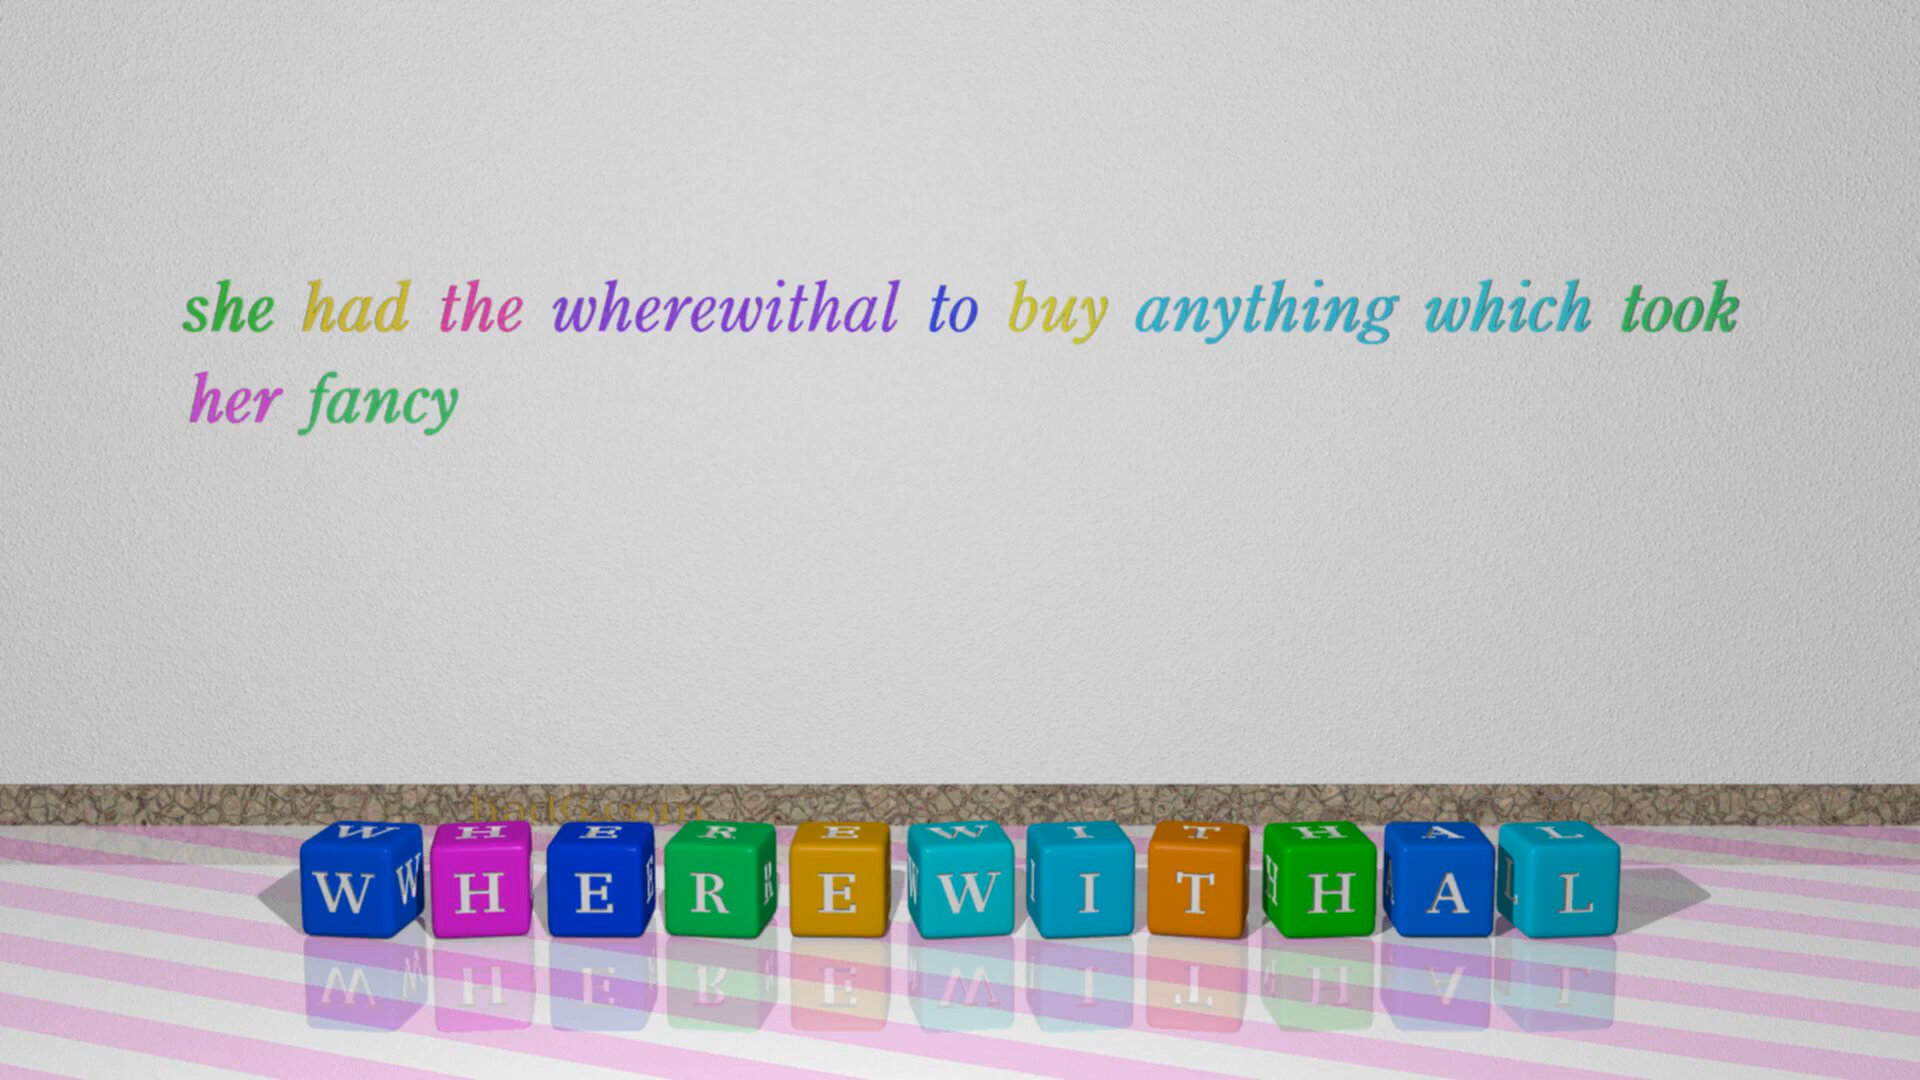 she had the wherewithal to buy anything which took
her fancy
WHEREWITHAL